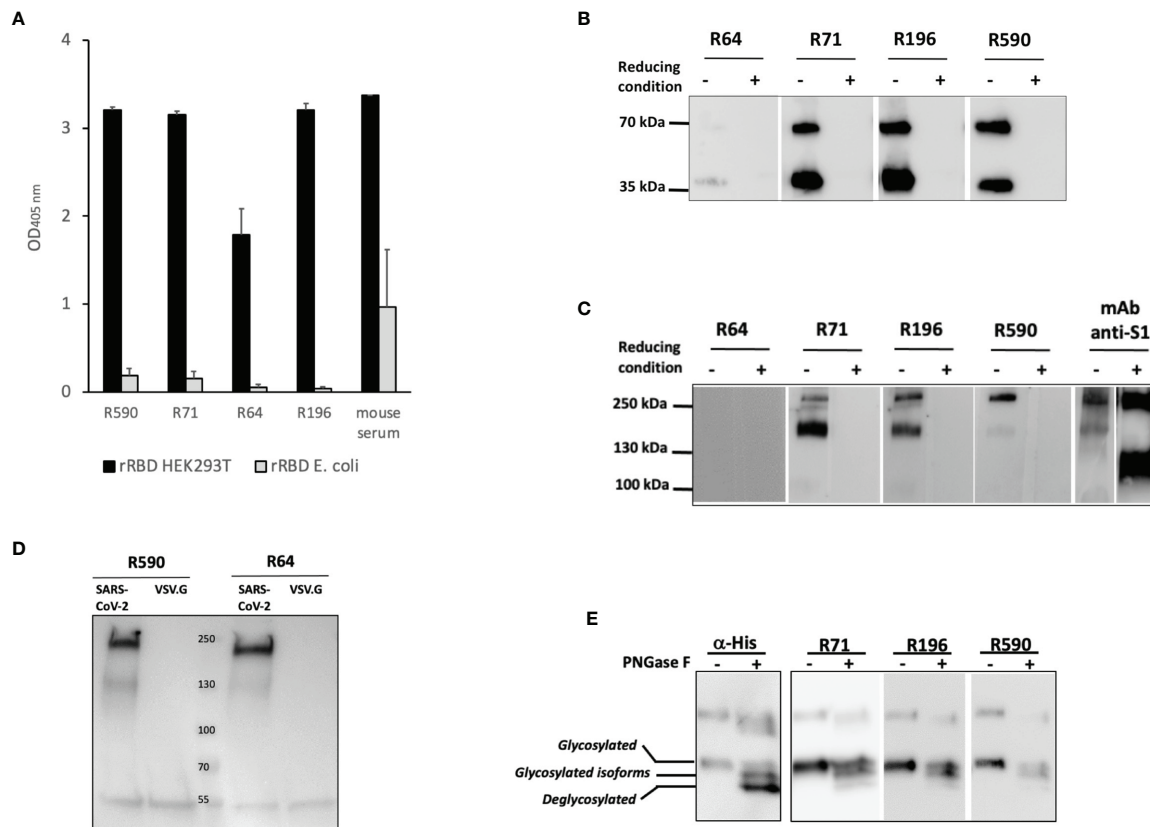 A
4
3
2
1
0
OD405 nm
R590 R71 R64 R196 mouse serum
rRBD HEK293T rRBD E. coli
B
R64 R71 R196 R590
Reducing condition - + - + - + - +
70 kDa
35 kDa
C
R64 R71 R196 R590 mAb anti-S1
Reducing condition - + - + - + - + - +
250 kDa
130 kDa
100 kDa
D
R590 R64
SARS-CoV-2 VSV.G SARS-CoV-2 VSV.G
250
130
100
70
55
E
α-His R71 R196 R590
PNGase F - + - + - + - +
Glycosylated
Glycosylated isoforms
Deglycosylated